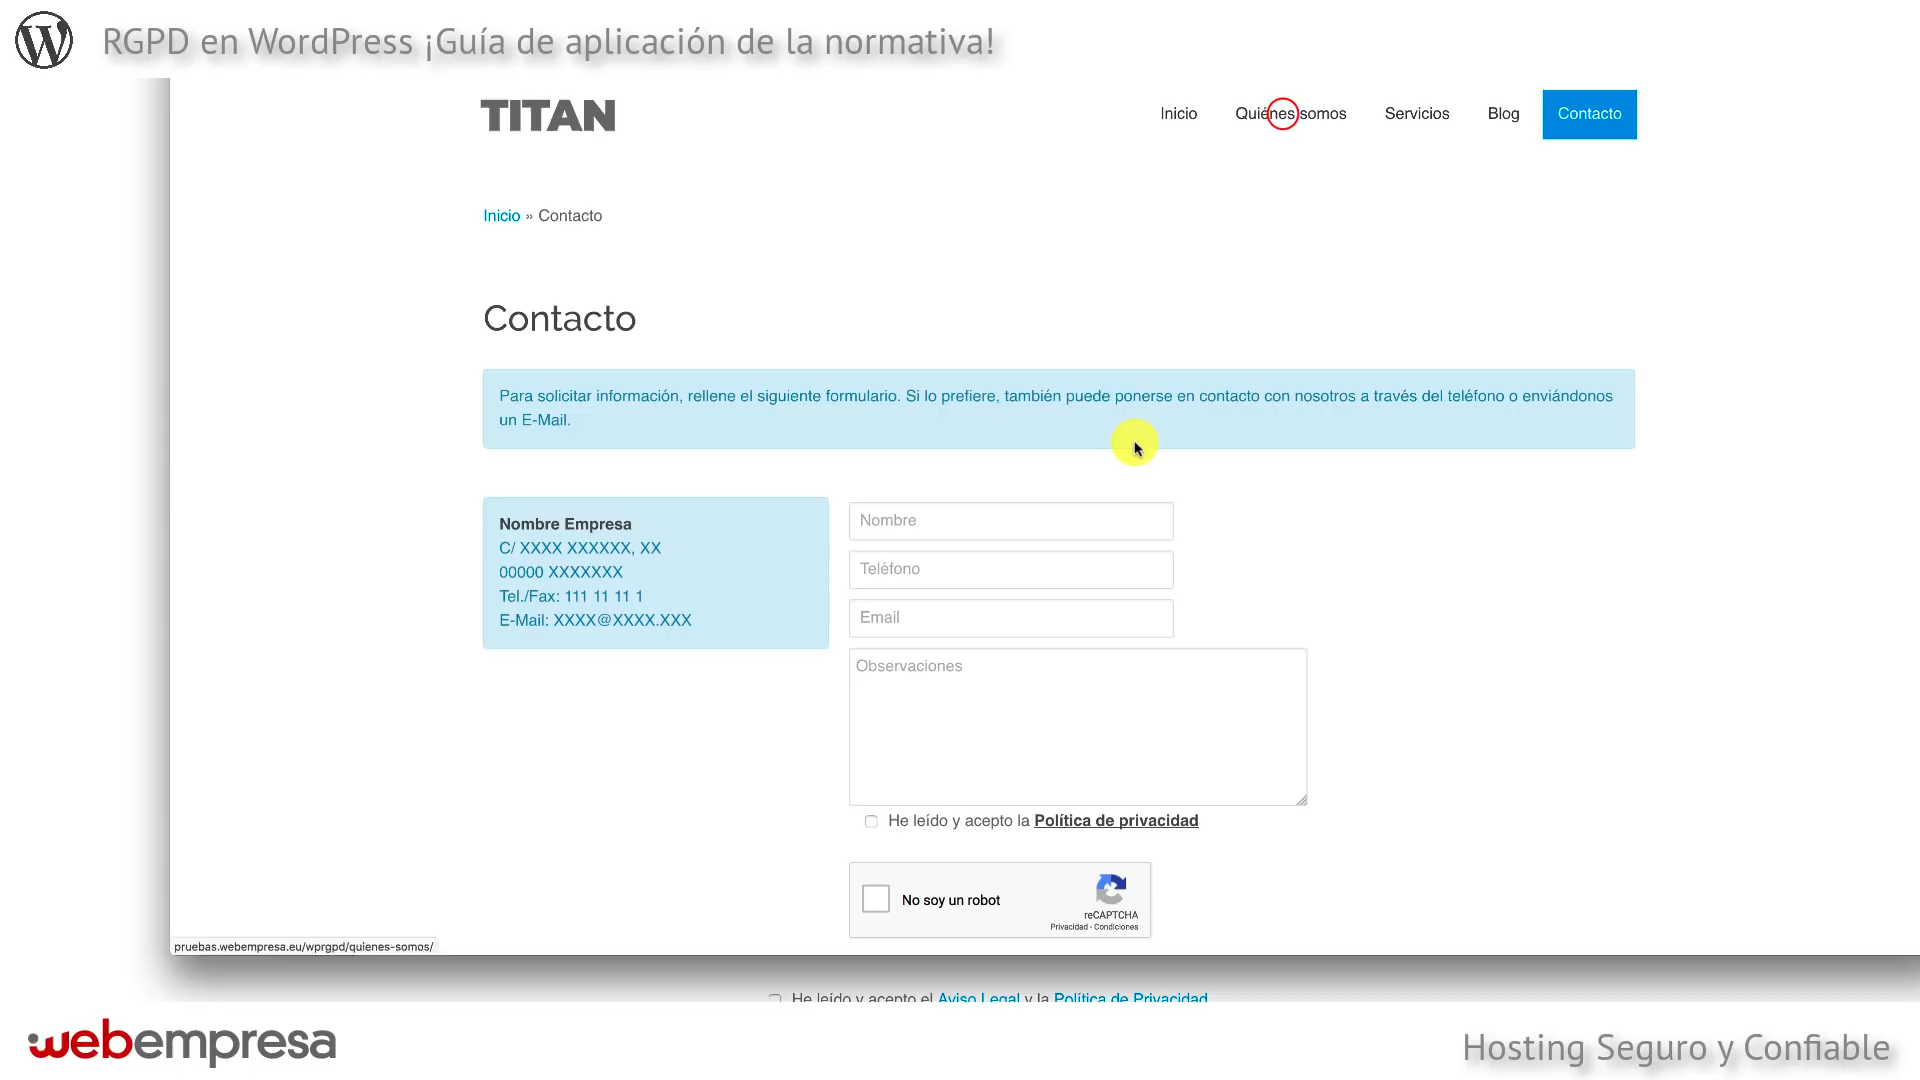 RGPD en WordPress ¡Guía de aplicación de la normativa!
TITAN
Inicio
Quiénes somos
Servicios
Blog
Contacto
Inicio » Contacto
Contacto
Para solicitar información, rellene el siguiente formulario. Si lo prefiere, también puede ponerse en contacto con nosotros a través del teléfono o enviándonos
un E-Mail.
Nombre Empresa
C/ XXXX XXXXXX, XX
00000 XXXXXXX
Tel./Fax: 111 11 11 1
E-Mail: XXXX@XXXX.XXX
Nombre
Teléfono
Email
Observaciones
He leído y acepto la Política de privacidad
No soy un robot
reCAPTCHA
Privacidad - Condiciones
pruebas.webempresa.eu/wprgpd/quienes-somos/
He leído y acepto el Aviso Legal y la Política de Privacidad
webempresa
Hosting Seguro y Confiable